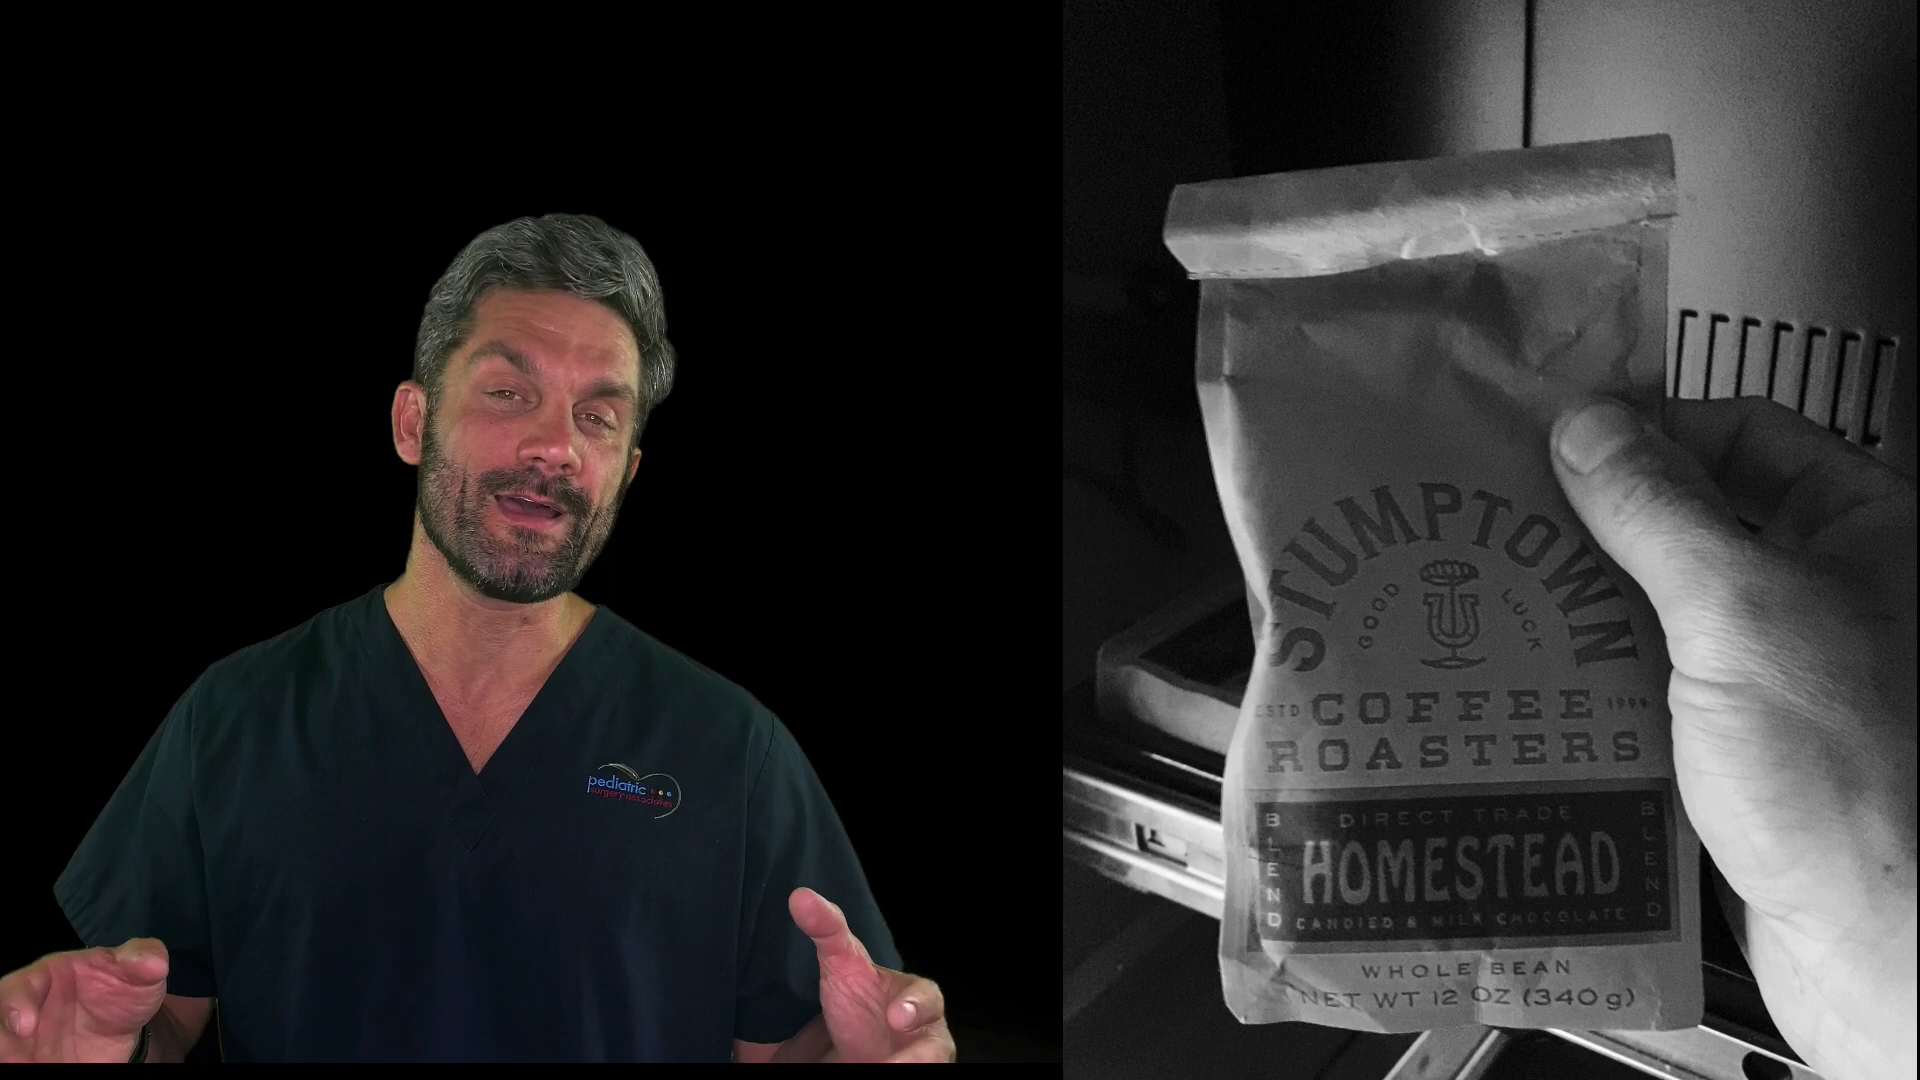 pediatric
surgery associates
STUMPTOWN
GOOD LUCK
ESTD COFFEE 1999
ROASTERS
DIRECT TRADE
BLEND HOMESTEAD BLEND
CANDIED & MILK CHOCOLATE
WHOLE BEAN
NET WT 12 OZ (340g)